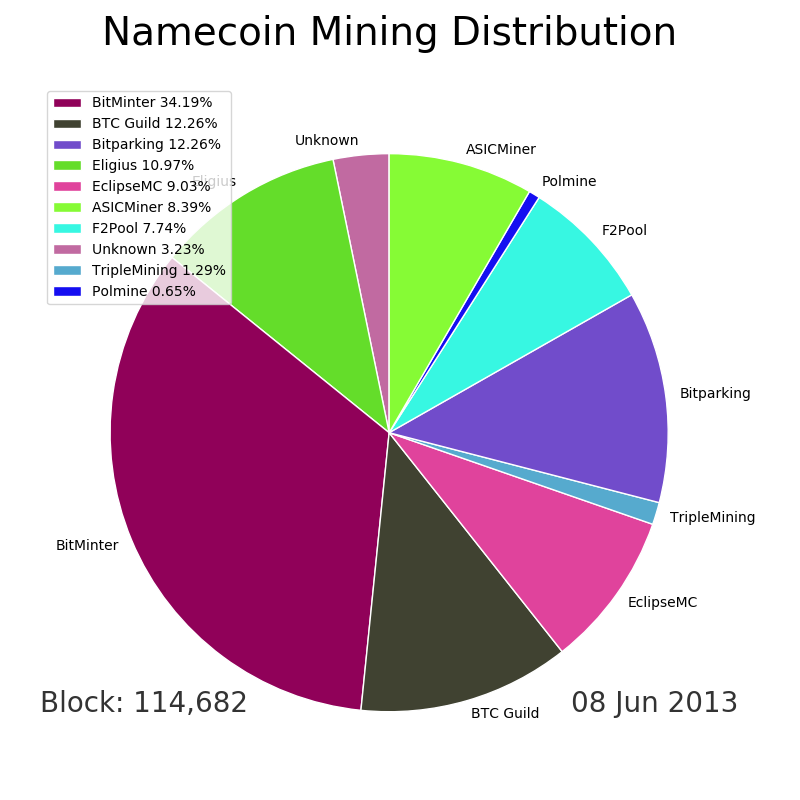 Namecoin Mining Distribution
BitMinter 34.19%
BTC Guild 12.26%
Bitparking 12.26%
Eligius 10.97%
EclipseMC 9.03%
ASICMiner 8.39%
F2Pool 7.74%
Unknown 3.23%
TripleMining 1.29%
Polmine 0.65%
Unknown
ASICMiner
Eligius
Polmine
F2Pool
Bitparking
TripleMining
BitMinter
EclipseMC
Block: 114,682
08 Jun 2013
BTC Guild